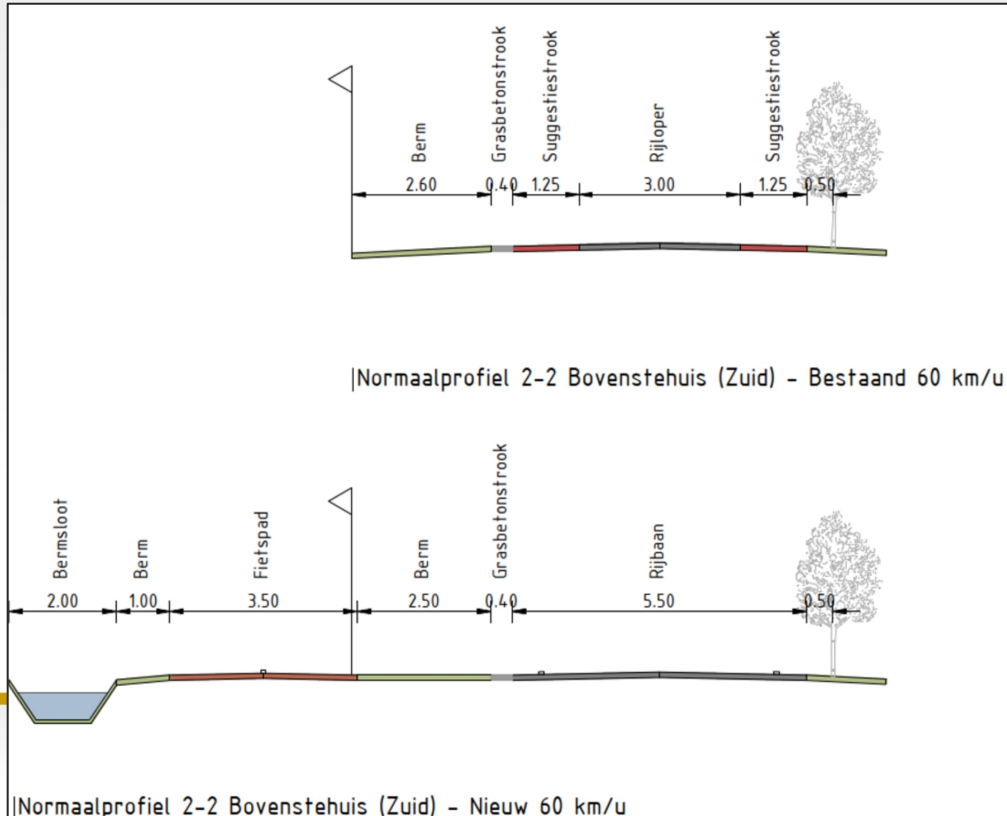 Berm
Grasbetonstrook
Suggestiestrook
Rijloper
Suggestiestrook
2.60 0.40 1.25 3.00 1.25 0.50
|Normaalprofiel 2-2 Bovenstehuis (Zuid) - Bestaand 60 km/u
Bermsloot
Berm
Fietspad
Berm
Grasbetonstrook
Rijbaan
2.00 1.00 3.50 2.50 0.40 5.50 0.50
|Normaalprofiel 2-2 Bovenstehuis (Zuid) - Nieuw 60 km/u